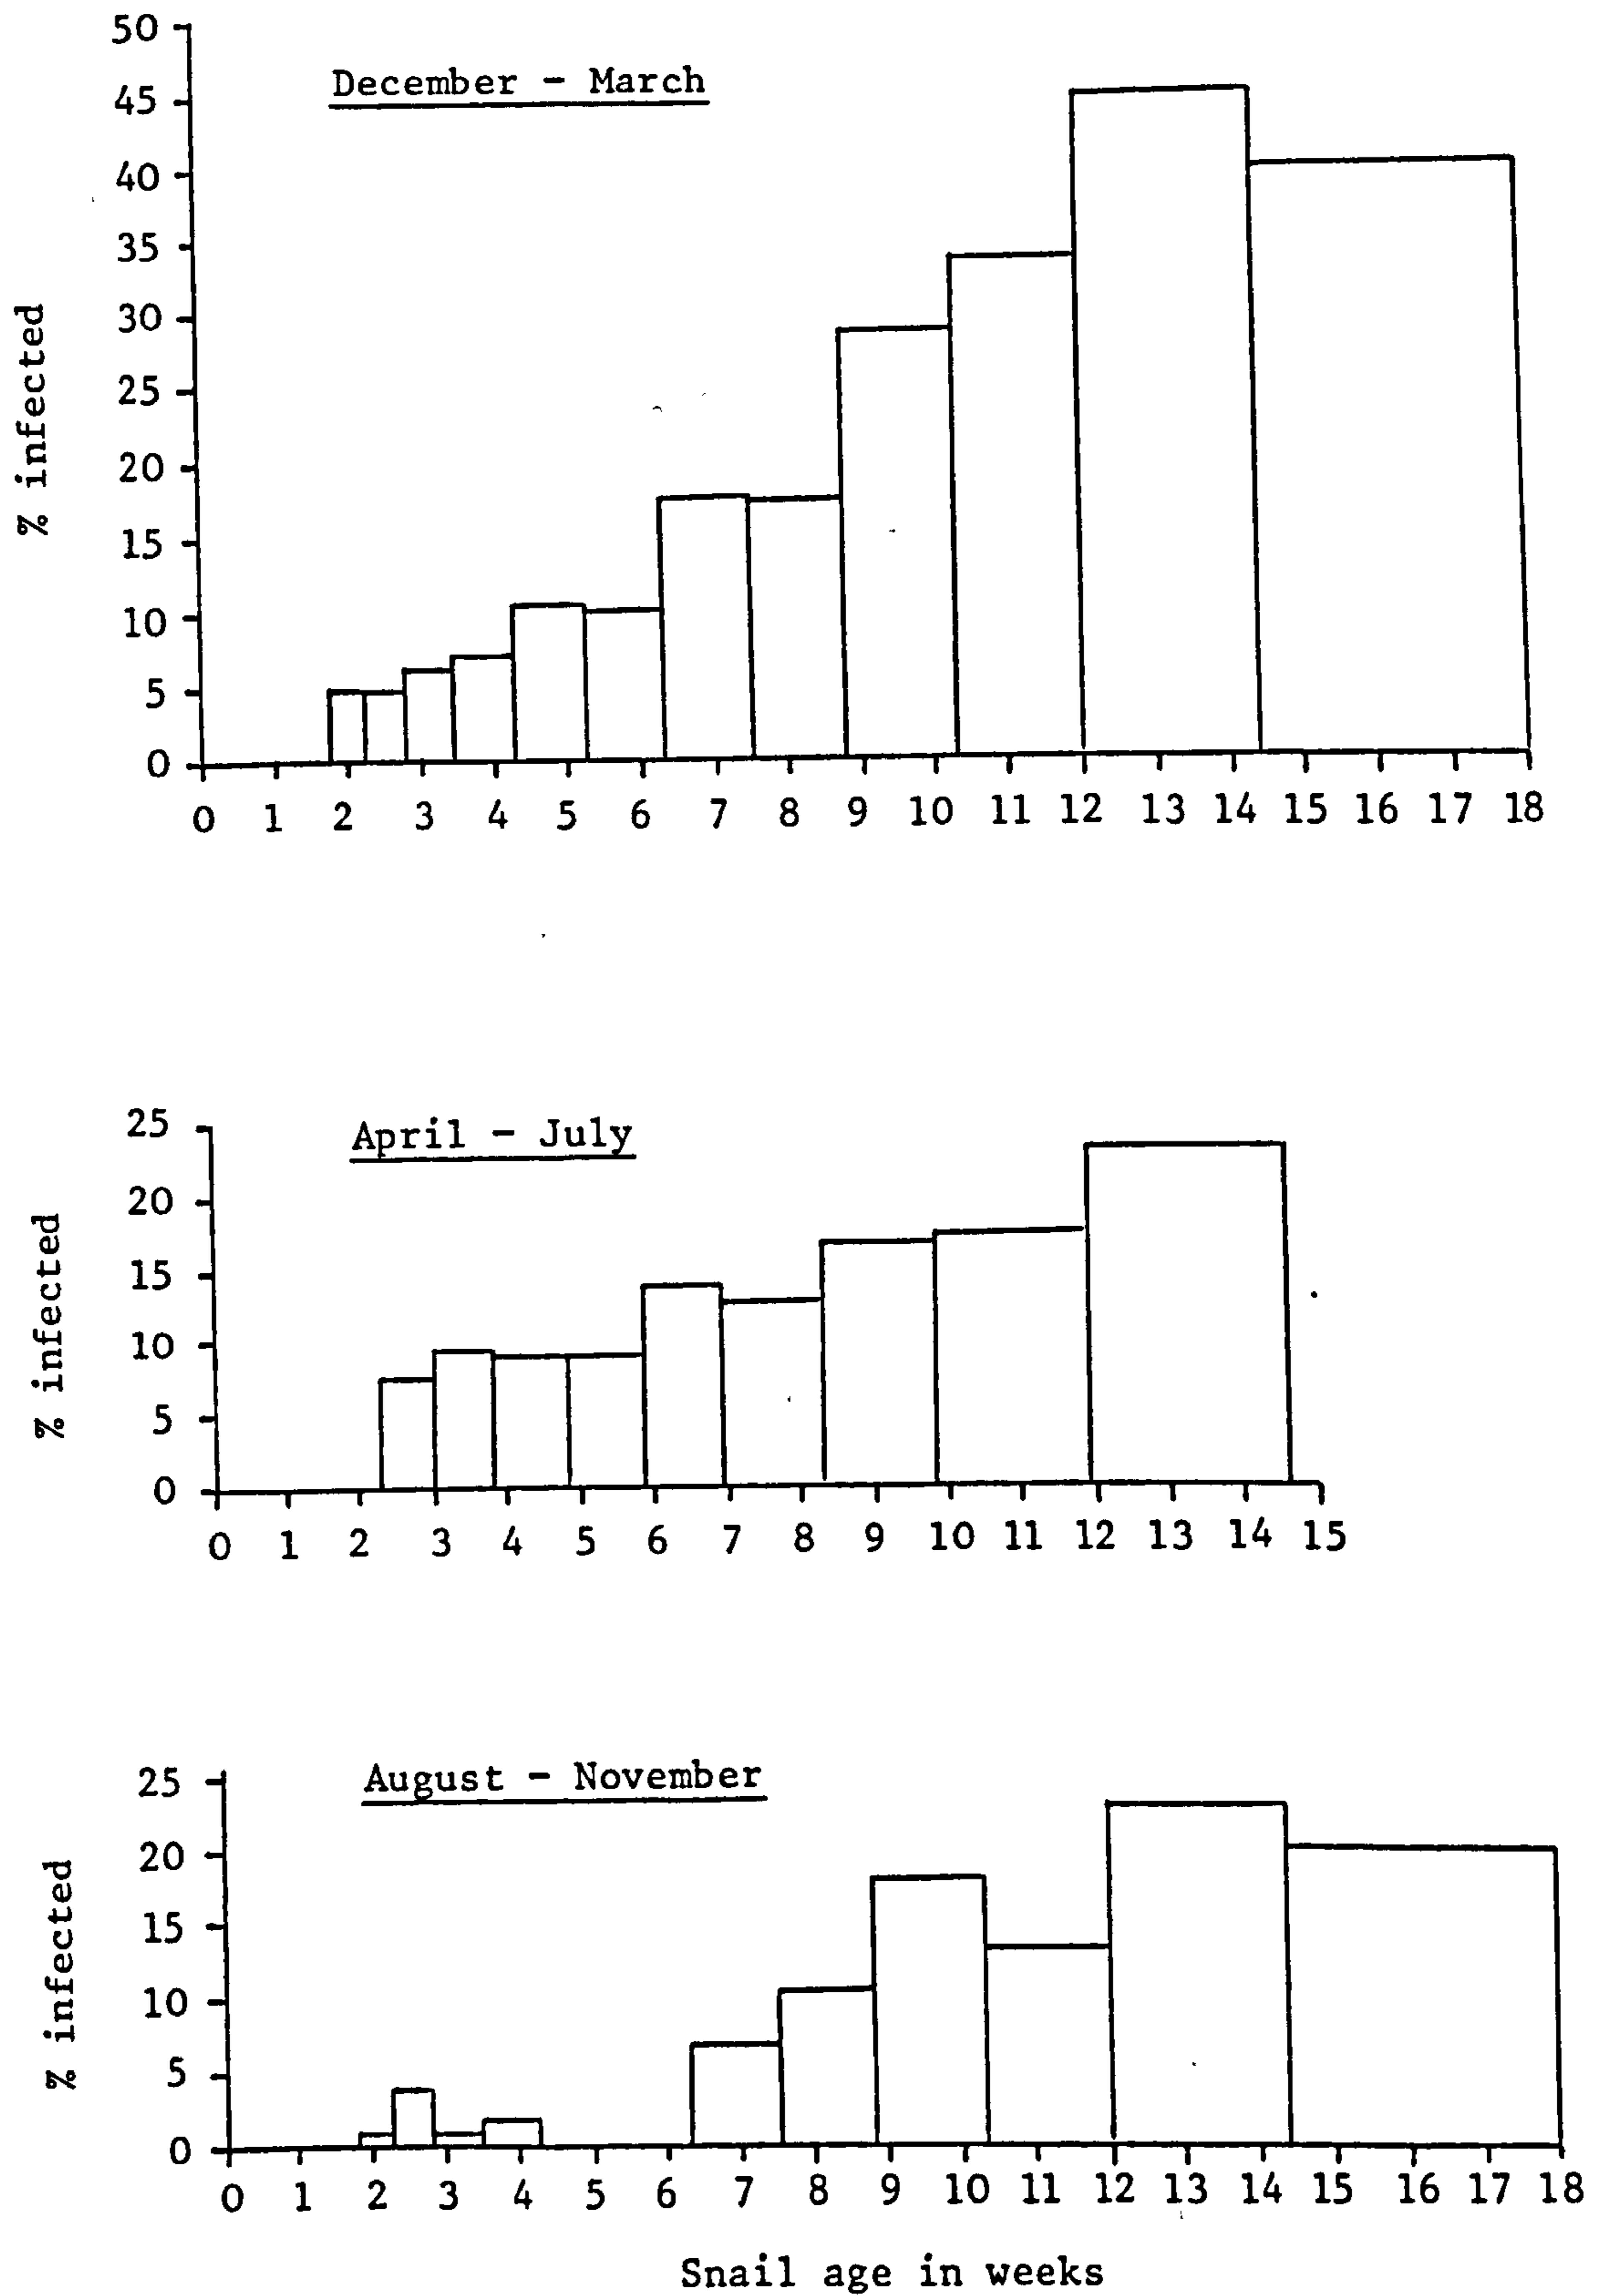 50
December - March
45
40
35
30
25
20
15
10
5
0
% infected
0 1 2 3 4 5 6 7 8 9 10 11 12 13 14 15 16 17 18
25
April - July
20
15
10
5
0
% infected
0 1 2 3 4 5 6 7 8 9 10 11 12 13 14 15
25
August - November
20
15
10
5
0
% infected
0 1 2 3 4 5 6 7 8 9 10 11 12 13 14 15 16 17 18
Snail age in weeks